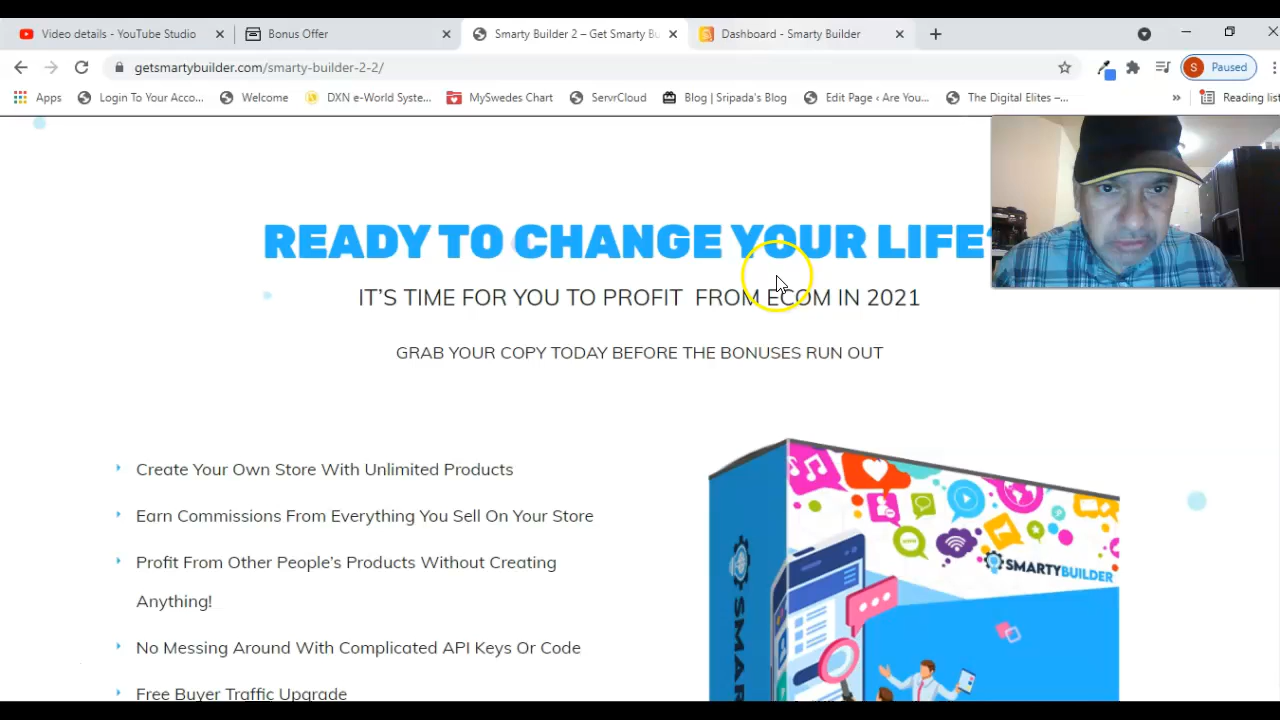 Video details - YouTube Studio
Bonus Offer
Smarty Builder 2 – Get Smarty Bu
Dashboard - Smarty Builder
getsmartybuilder.com/smarty-builder-2-2/
S Paused
Apps
Login To Your Acco...
Welcome
DXN e-World Syste...
MySwedes Chart
ServrCloud
Blog | Sripada's Blog
Edit Page ‹ Are You...
The Digital Elites –...
»
Reading list
READY TO CHANGE YOUR LIFE?
IT'S TIME FOR YOU TO PROFIT FROM ECOM IN 2021
GRAB YOUR COPY TODAY BEFORE THE BONUSES RUN OUT
Create Your Own Store With Unlimited Products
Earn Commissions From Everything You Sell On Your Store
Profit From Other People's Products Without Creating
Anything!
No Messing Around With Complicated API Keys Or Code
Free Buyer Traffic Upgrade
SMARTYBUILDER
SMAR